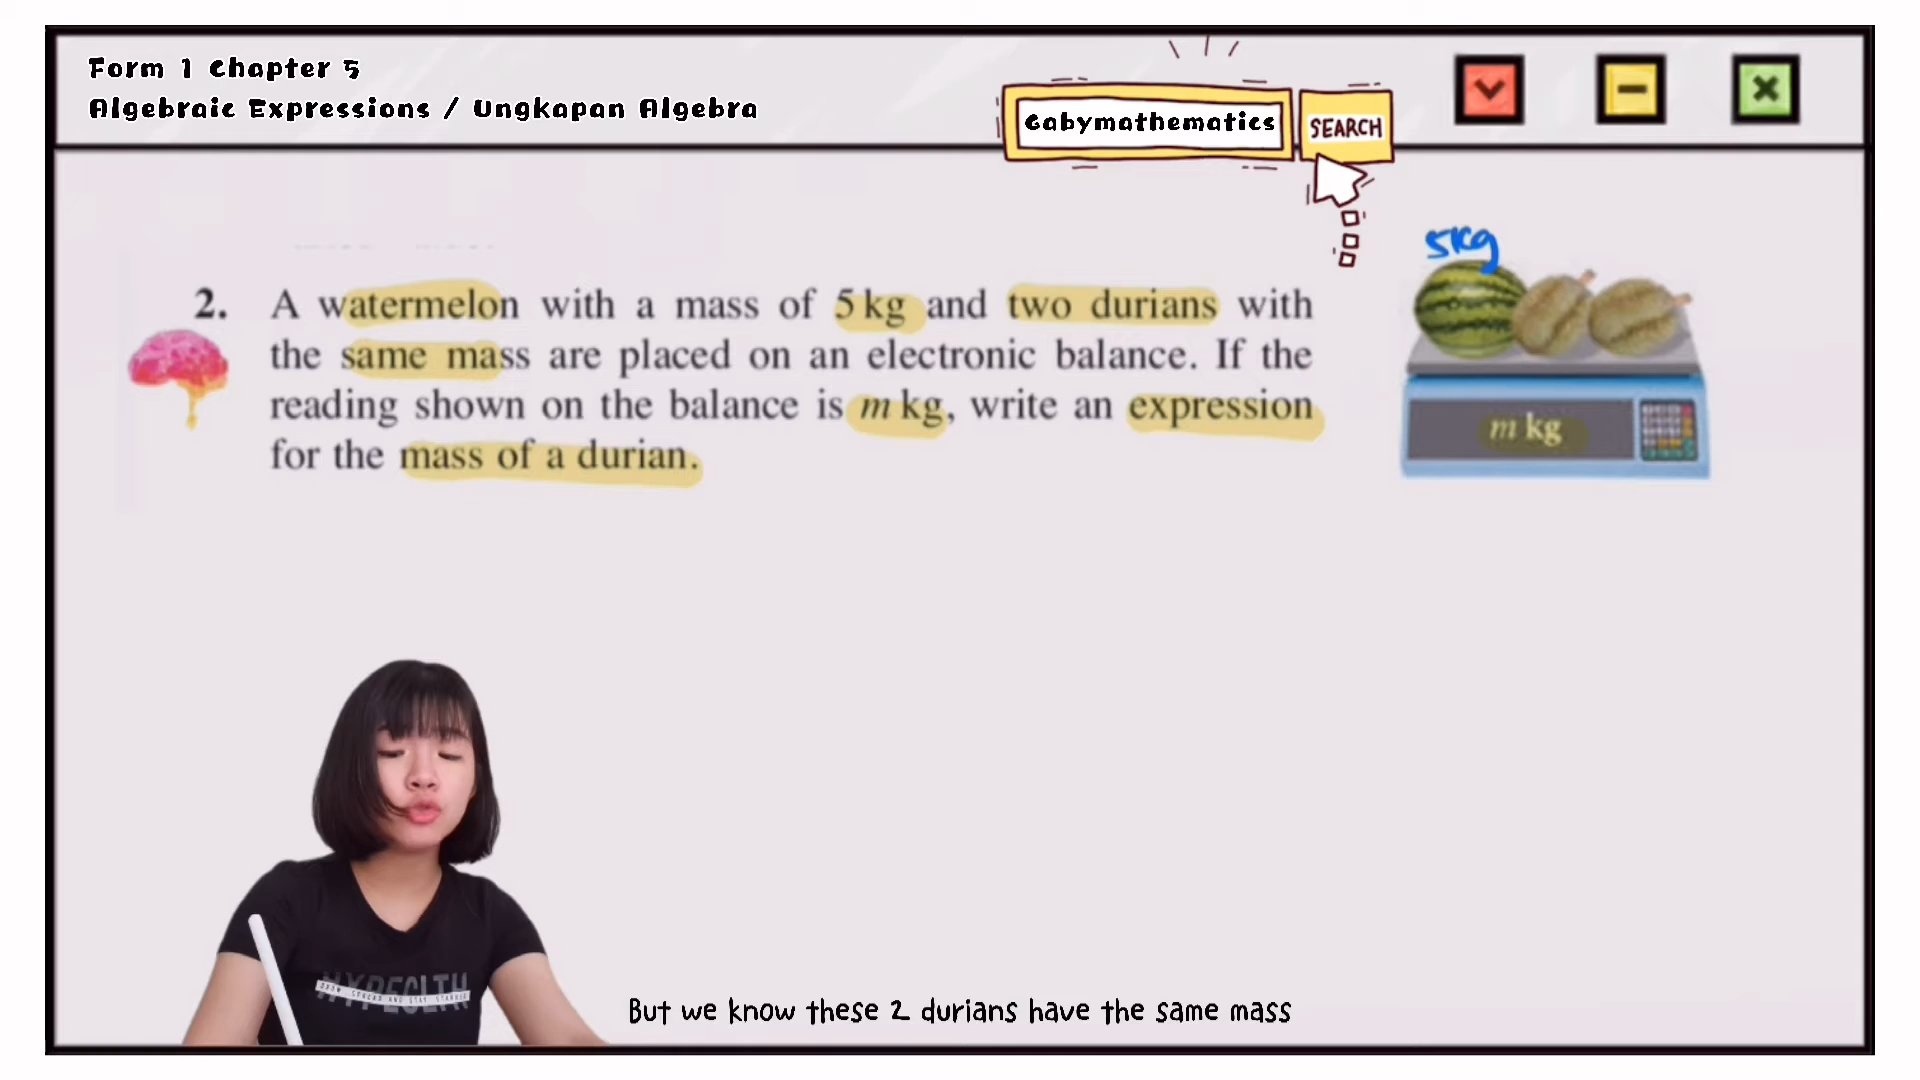 Form 1 Chapter 5
Algebraic Expressions / Ungkapan Algebra
Gabymathematics
SEARCH
5kg
2. A watermelon with a mass of 5 kg and two durians with
the same mass are placed on an electronic balance. If the
reading shown on the balance is m kg, write an expression
for the mass of a durian.
m kg
But we know these 2 durians have the same mass